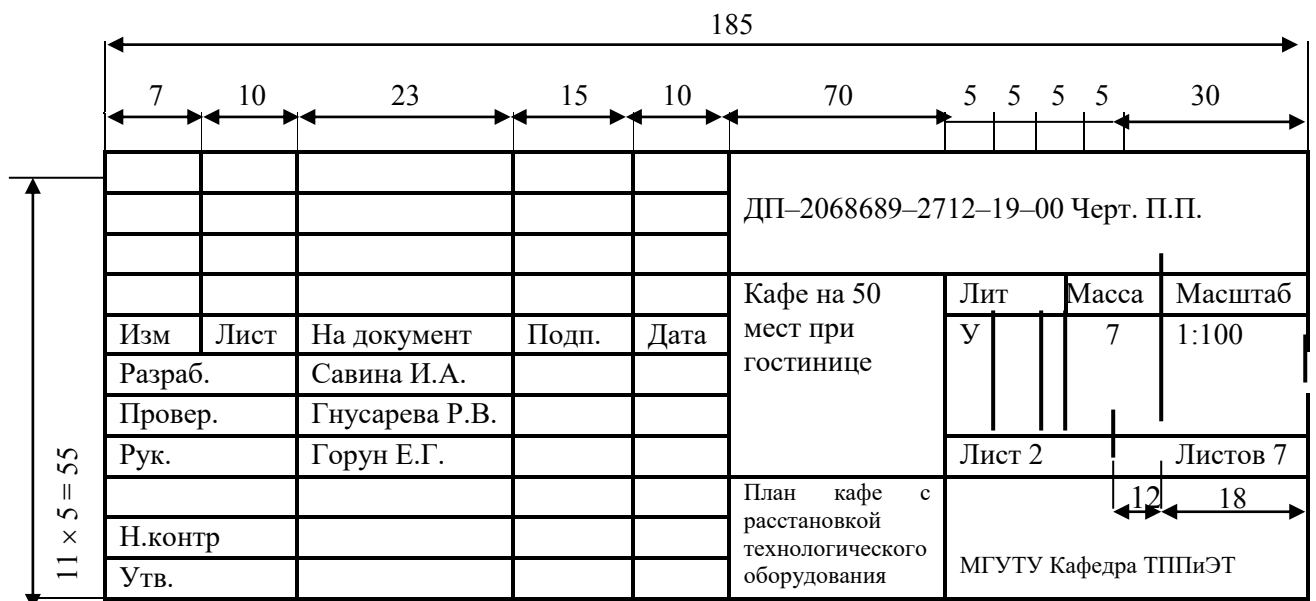 185
7 10 23 15 10 70 5 5 5 5 30
ДП–2068689–2712–19–00 Черт. П.П.
Кафе на 50
мест при
гостинице
Лит Масса Масштаб
У 7 1:100
Изм Лист На документ Подп. Дата
Разраб. Савина И.А.
Провер. Гнусарева Р.В.
Рук. Горун Е.Г.
Лист 2 Листов 7
12 18
План кафе с
расстановкой
технологического
оборудования
Н.контр
Утв.
МГУТУ Кафедра ТППиЭТ
11 × 5 = 55